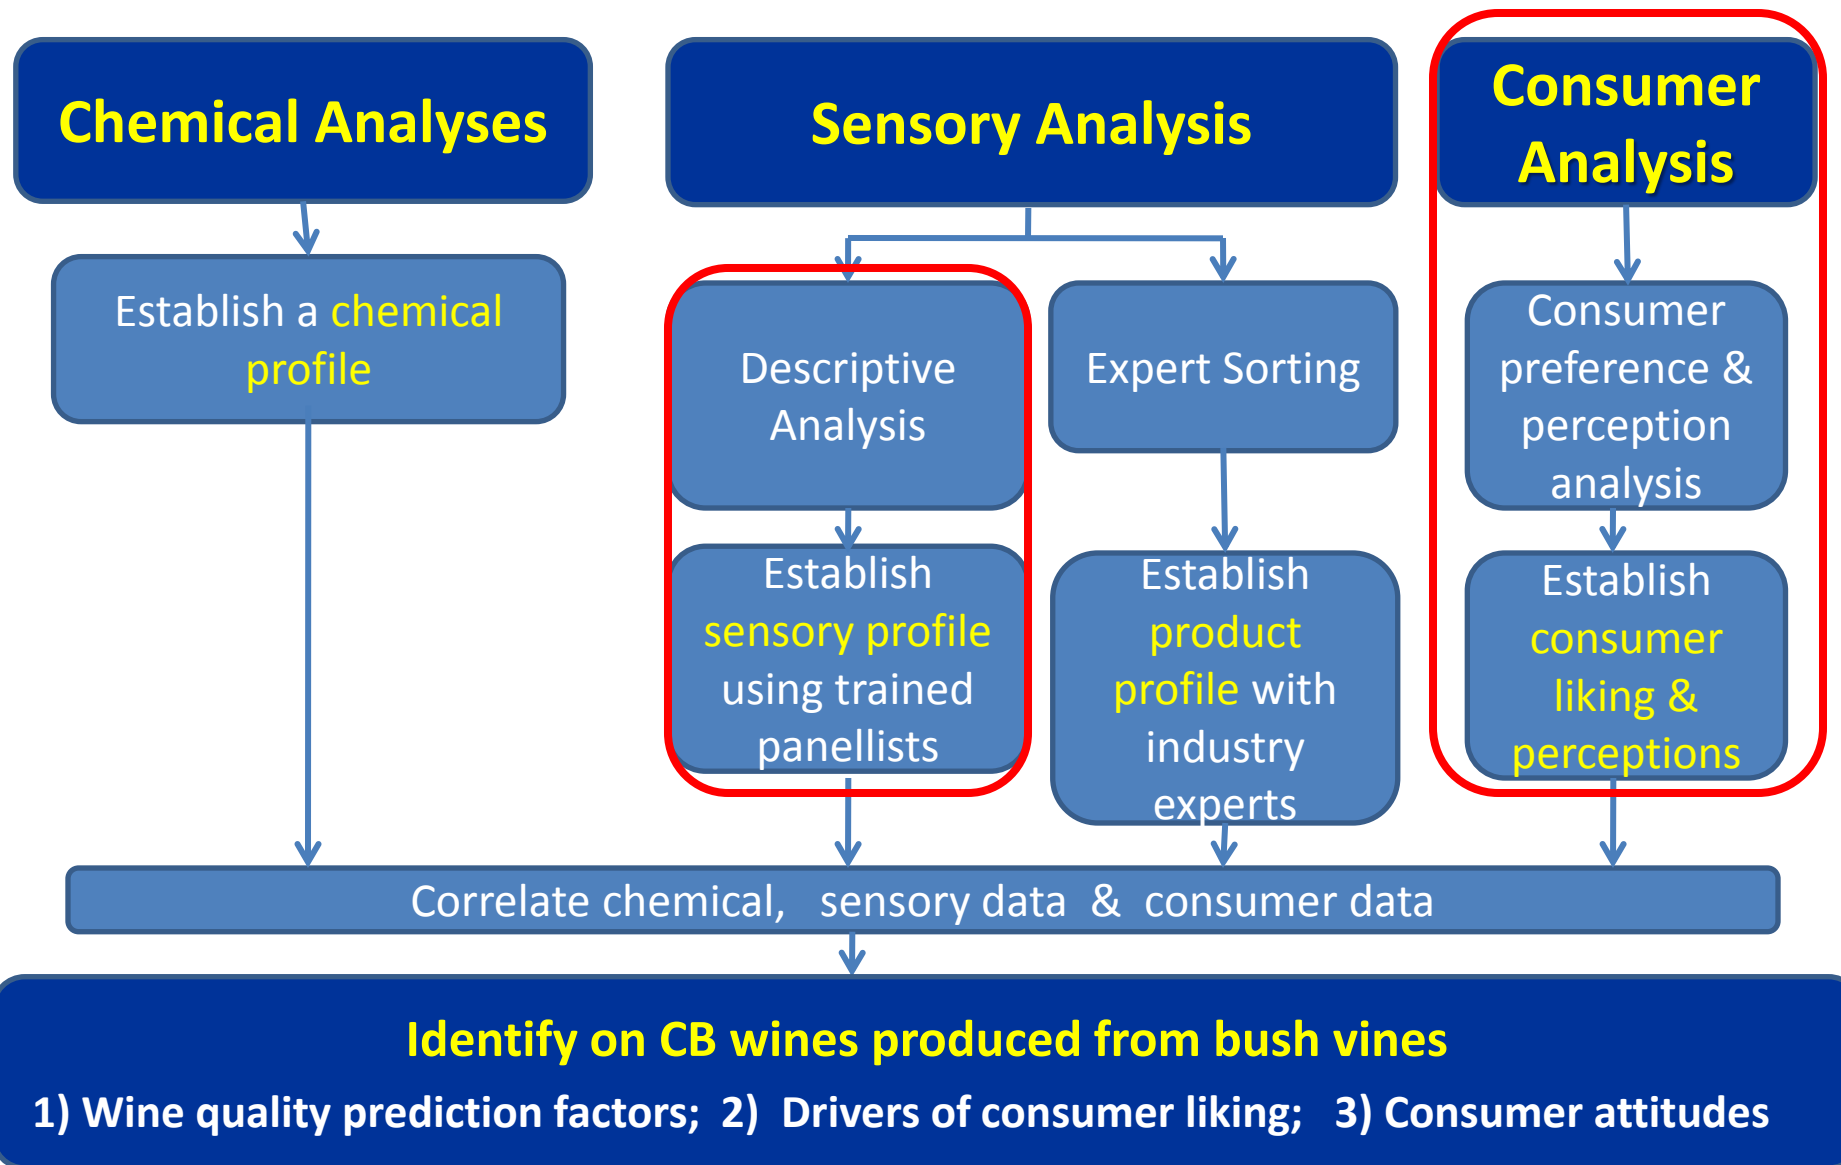 Chemical Analyses
Sensory Analysis
Consumer
Analysis
Establish a chemical
profile
Descriptive
Analysis
Expert Sorting
Consumer
preference &
perception
analysis
Establish
sensory profile
using trained
panellists
Establish
product
profile with
industry
experts
Establish
consumer
liking &
perceptions
Correlate chemical, sensory data & consumer data
Identify on CB wines produced from bush vines
1) Wine quality prediction factors; 2) Drivers of consumer liking; 3) Consumer attitudes